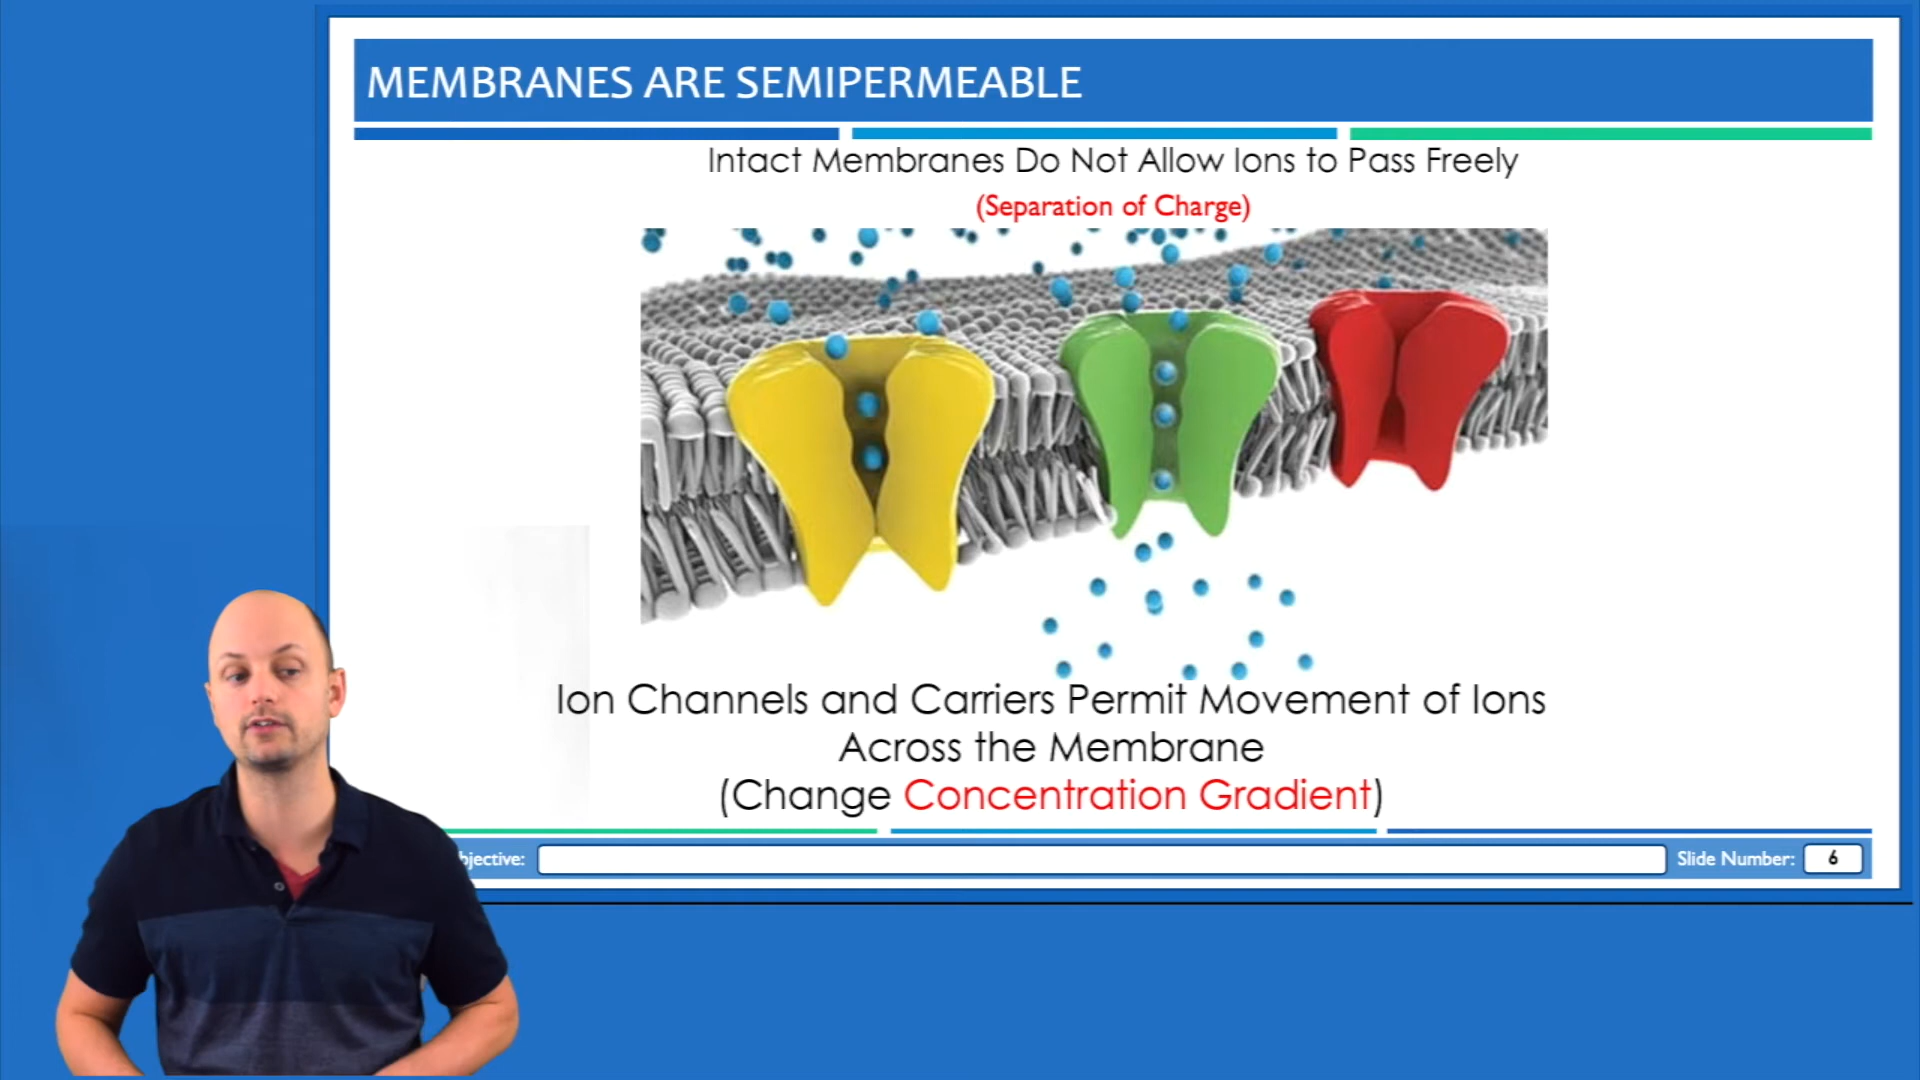 MEMBRANES ARE SEMIPERMEABLE
Intact Membranes Do Not Allow Ions to Pass Freely
(Separation of Charge)
Ion Channels and Carriers Permit Movement of Ions
Across the Membrane
(Change Concentration Gradient)
bjective:
Slide Number: 6